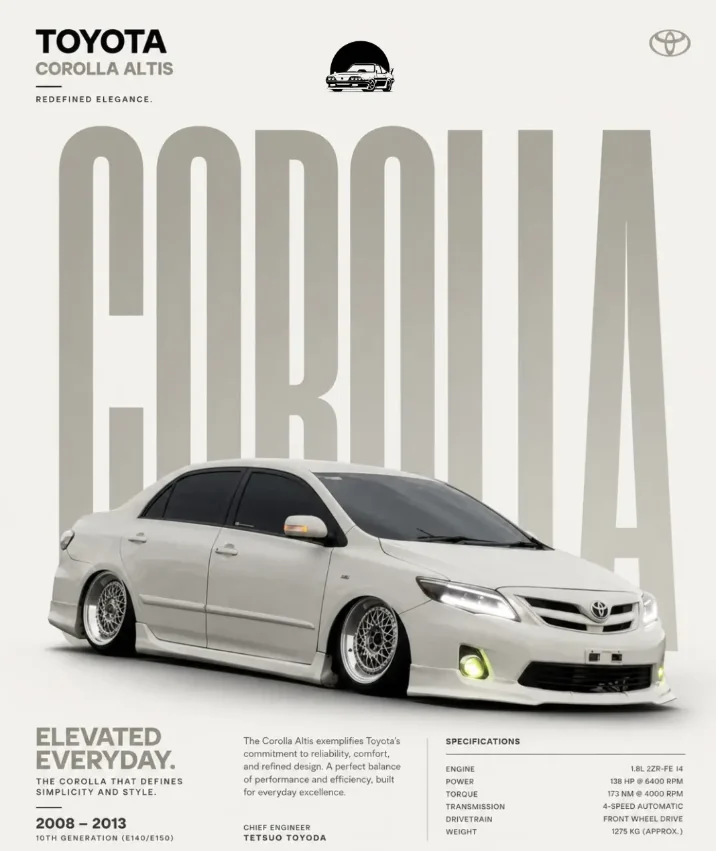 TOYOTA
COROLLA ALTIS
REDEFINED ELEGANCE.
COROLLA
ELEVATED
EVERYDAY.
THE COROLLA THAT DEFINES
SIMPLICITY AND STYLE.
2008 – 2013
10TH GENERATION (E140/E150)
The Corolla Altis exemplifies Toyota's
commitment to reliability, comfort,
and refined design. A perfect balance
of performance and efficiency, built
for everyday excellence.
CHIEF ENGINEER
TETSUO TOYODA
SPECIFICATIONS
ENGINE 1.8L 2ZR-FE I4
POWER 138 HP @ 6400 RPM
TORQUE 173 NM @ 4000 RPM
TRANSMISSION 4-SPEED AUTOMATIC
DRIVETRAIN FRONT WHEEL DRIVE
WEIGHT 1275 KG (APPROX.)